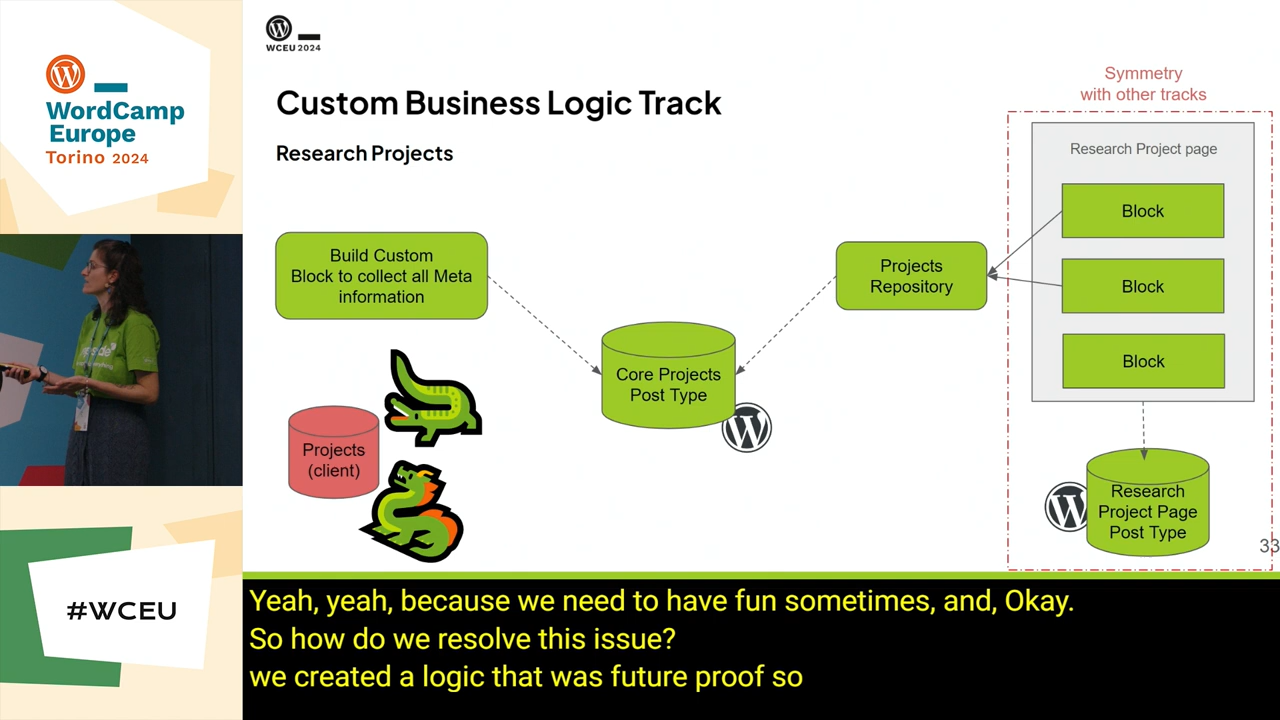 WordCamp
Europe
Torino 2024
#WCEU
WCEU 2024
Custom Business Logic Track
Research Projects
Build Custom
Block to collect all Meta
information
Projects
(client)
Core Projects
Post Type
Projects
Repository
Symmetry
with other tracks
Research Project page
Block
Block
Block
Research
Project Page
Post Type
33
Yeah, yeah, because we need to have fun sometimes, and, Okay.
So how do we resolve this issue?
we created a logic that was future proof so